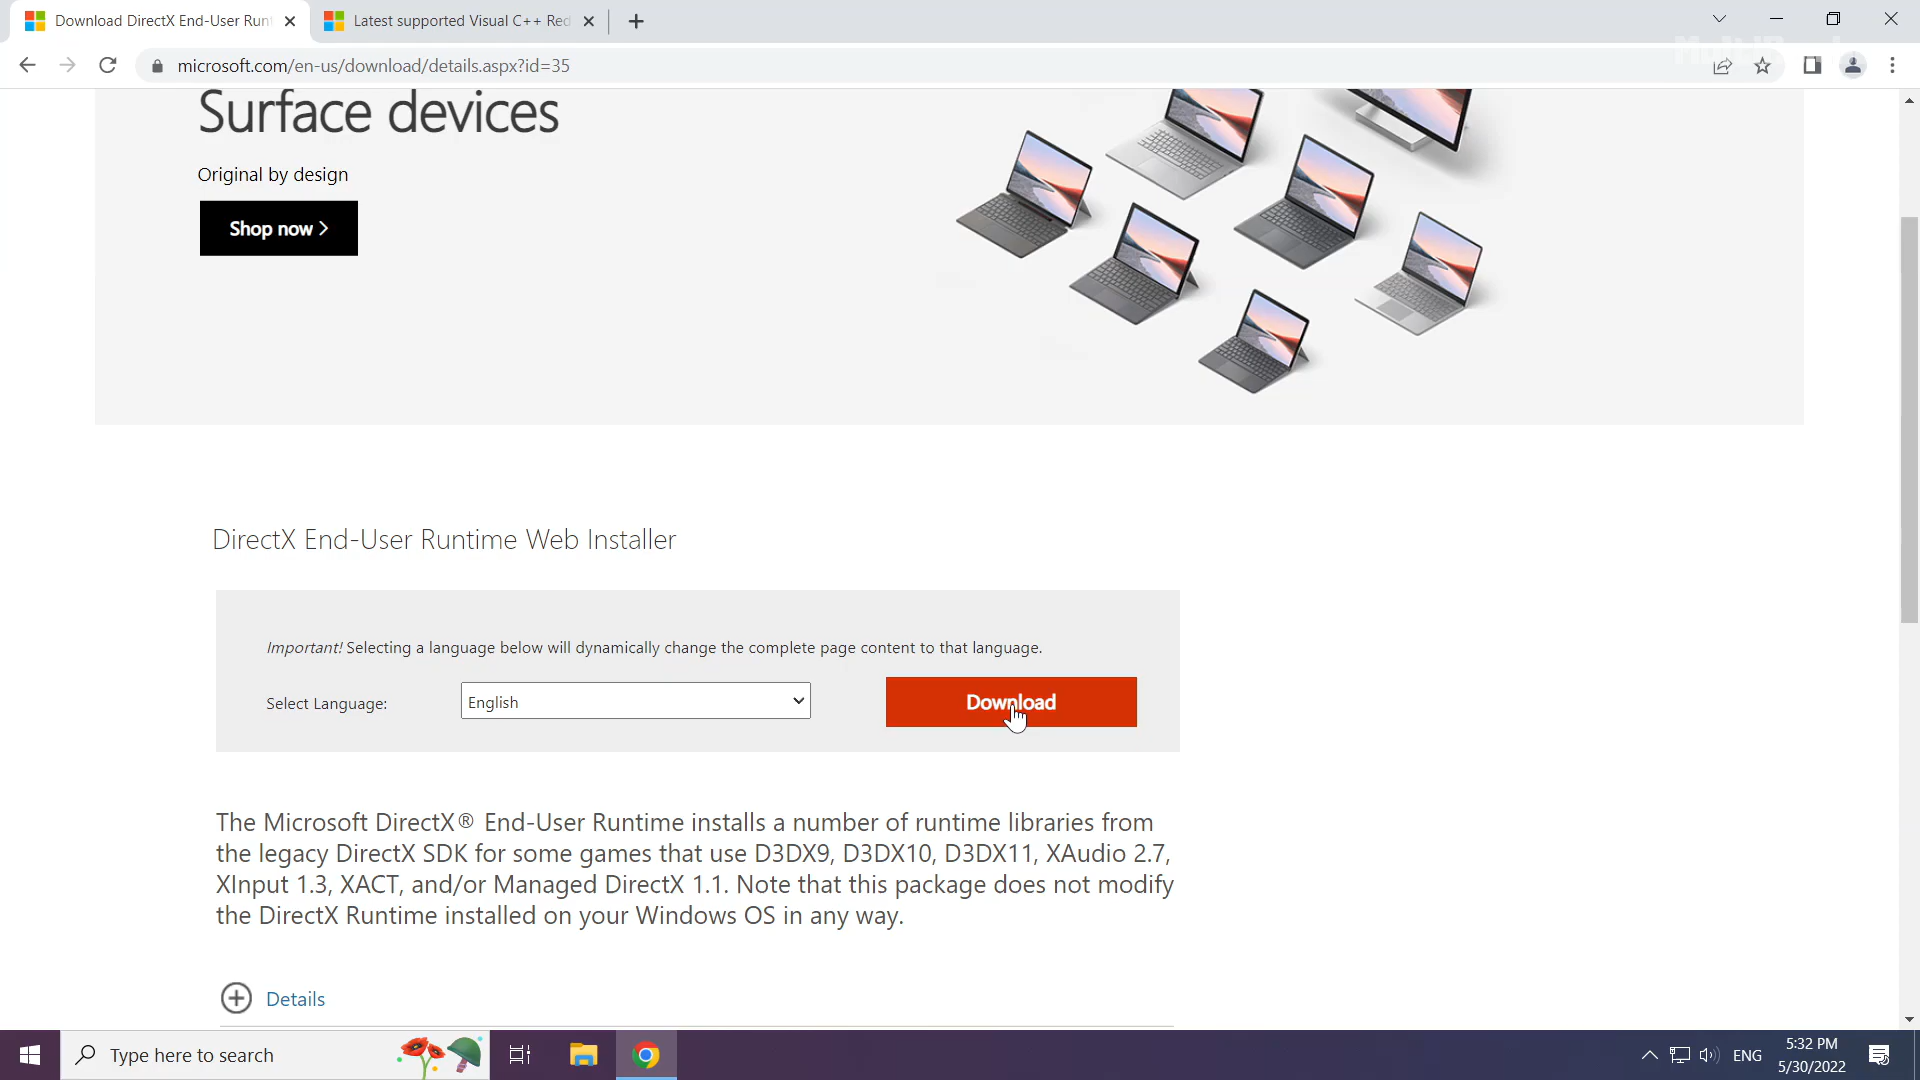 Download DirectX End-User Runt
Latest supported Visual C++ Red
microsoft.com/en-us/download/details.aspx?id=35
Surface devices
Original by design
Shop now
DirectX End-User Runtime Web Installer
Important! Selecting a language below will dynamically change the complete page content to that language.
Select Language:
English
Download
The Microsoft DirectX® End-User Runtime installs a number of runtime libraries from
the legacy DirectX SDK for some games that use D3DX9, D3DX10, D3DX11, XAudio 2.7,
XInput 1.3, XACT, and/or Managed DirectX 1.1. Note that this package does not modify
the DirectX Runtime installed on your Windows OS in any way.
Details
Type here to search
ENG
5:32 PM
5/30/2022